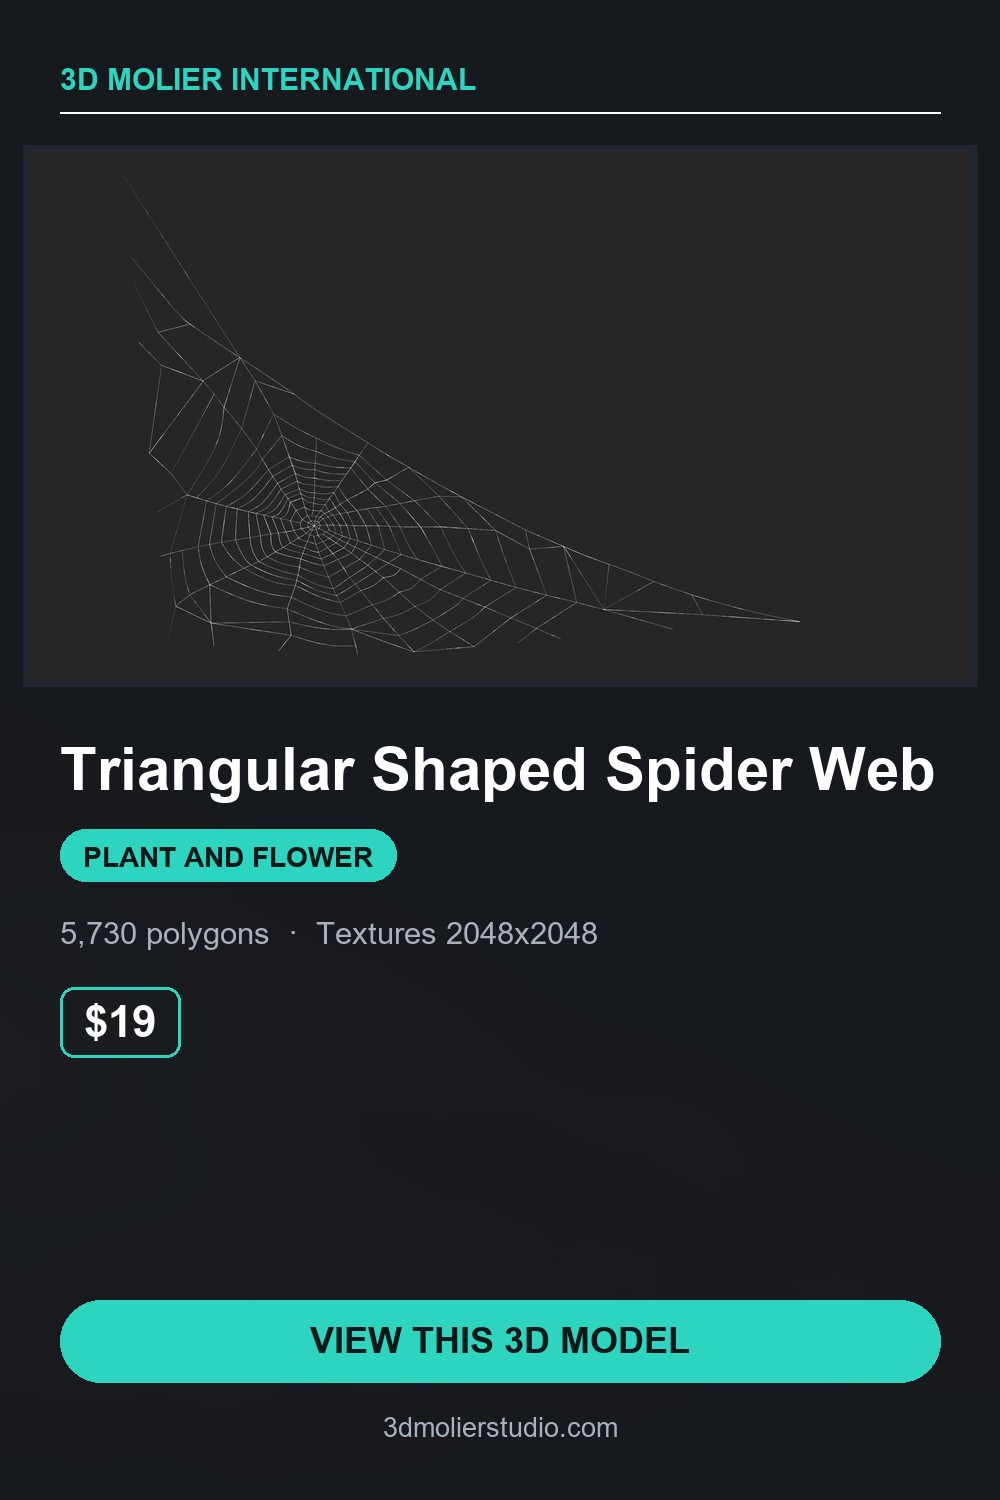 3D MOLIER INTERNATIONAL
Triangular Shaped Spider Web
PLANT AND FLOWER
5,730 polygons · Textures 2048x2048
$19
VIEW THIS 3D MODEL
3dmolierstudio.com